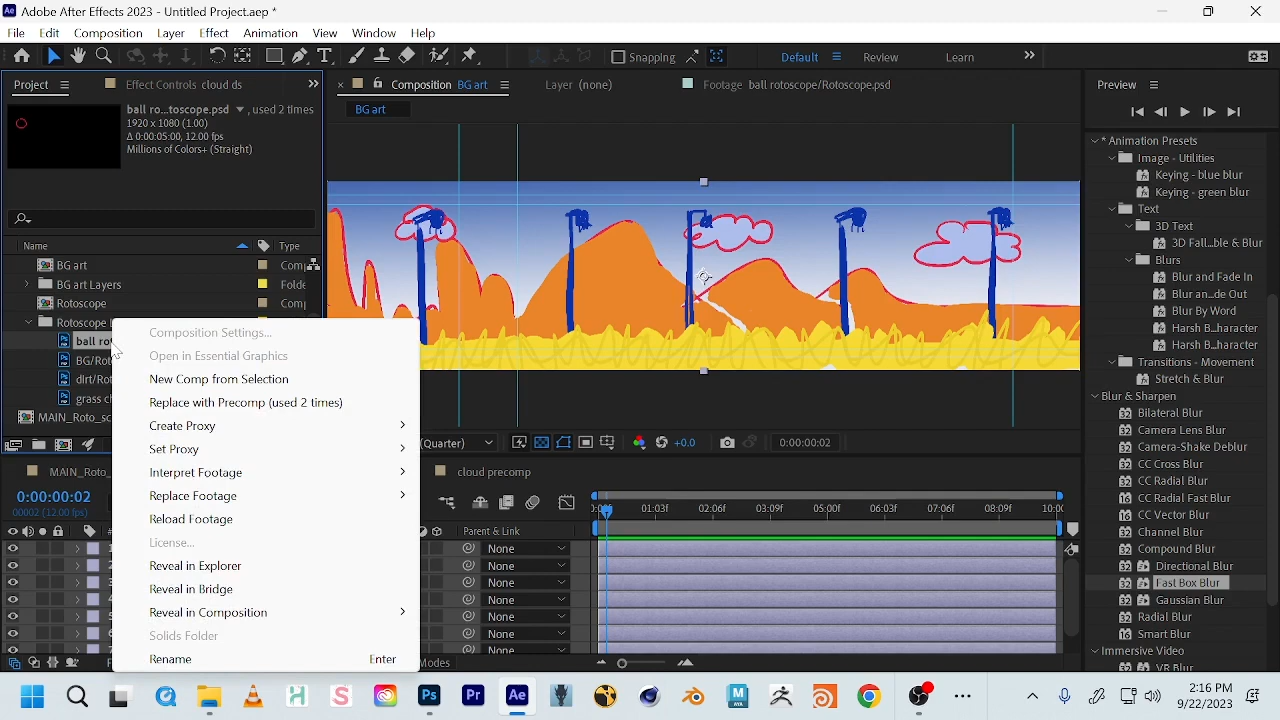 Adobe After Effects 2023 - Untitled Project.aep *
File Edit Composition Layer Effect Animation View Window Help
Snapping Default Review Learn
Project Effect Controls cloud ds
Composition BG art Layer (none) Footage ball rotoscope/Rotoscope.psd
Preview
ball ro...toscope.psd , used 2 times
1920 x 1080 (1.00)
Δ 0:00:05:00, 12.00 fps
Millions of Colors+ (Straight)
BG art
Name Type
BG art Comp
BG art Layers Folde
Rotoscope Comp
Rotoscope
ball rot
BG/Rot
dirt/Rot
grass c
MAIN_Roto_sc
Composition Settings...
Open in Essential Graphics
New Comp from Selection
Replace with Precomp (used 2 times)
Create Proxy
Set Proxy
Interpret Footage
Replace Footage
Reload Footage
License...
Reveal in Explorer
Reveal in Bridge
Reveal in Composition
Solids Folder
Rename Enter
(Quarter) +0.0 0:00:00:02
* Animation Presets
Image - Utilities
Keying - blue blur
Keying - green blur
Text
3D Text
3D Fall...ble & Blur
Blurs
Blur and Fade In
Blur an...de Out
Blur By Word
Harsh B...haracter
Harsh B...haracter
Transitions - Movement
Stretch & Blur
Blur & Sharpen
Bilateral Blur
Camera Lens Blur
Camera-Shake Deblur
CC Cross Blur
CC Radial Blur
CC Radial Fast Blur
CC Vector Blur
Channel Blur
Compound Blur
Directional Blur
Fast Box Blur
Gaussian Blur
Radial Blur
Smart Blur
Immersive Video
VR Blur
MAIN_Roto_ cloud precomp
0:00:00:02
00002 (12.00 fps)
01:03f 02:06f 03:09f 05:00f 06:03f 07:06f 08:09f 10:0
Parent & Link
None
None
None
None
None
None
None
Modes
2:16 PM
9/22/2023